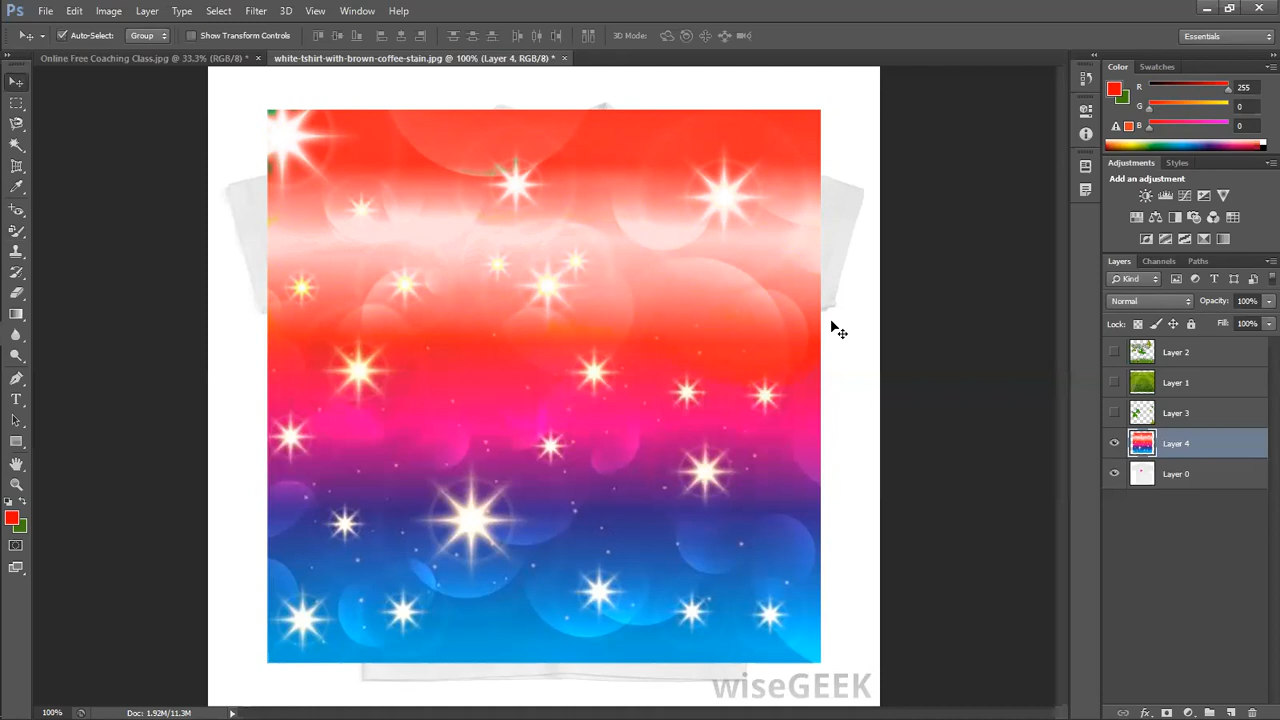 Ps File Edit Image Layer Type Select Filter 3D View Window Help
Auto-Select: Group Show Transform Controls 3D Mode: Essentials
Online Free Coaching Class.jpg @ 33.3% (RGB/8) * × white-tshirt-with-brown-coffee-stain.jpg @ 100% (Layer 4, RGB/8) * ×
Color Swatches
R 255
G 0
B 0
Adjustments Styles
Add an adjustment
Layers Channels Paths
Kind
Normal Opacity: 100%
Lock: Fill: 100%
Layer 2
Layer 1
Layer 3
Layer 4
Layer 0
wiseGEEK
100% Doc: 1.92M/11.3M